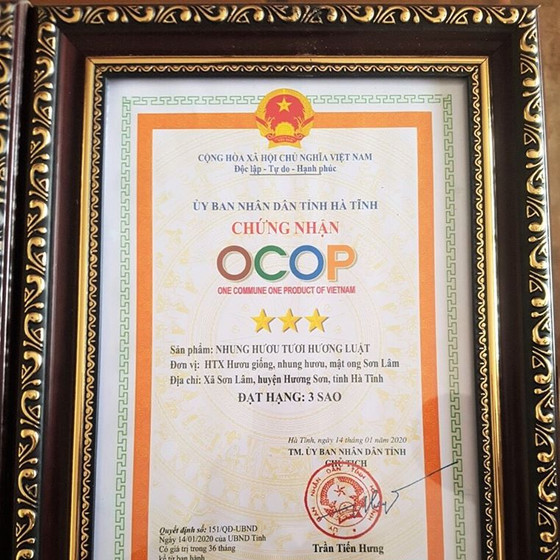 CỘNG HÒA XÃ HỘI CHỦ NGHĨA VIỆT NAM
Độc lập - Tự do - Hạnh phúc
ỦY BAN NHÂN DÂN TỈNH HÀ TĨNH
CHỨNG NHẬN
OCOP
ONE COMMUNE ONE PRODUCT OF VIETNAM
Sản phẩm: NHUNG HƯƠU TƯƠI HƯƠNG LUẬT
Đơn vị: HTX Hươu giống, nhung hươu, mật ong Sơn Lâm
Địa chỉ: Xã Sơn Lâm, huyện Hương Sơn, tỉnh Hà Tĩnh
ĐẠT HẠNG: 3 SAO
Hà Tĩnh, ngày 14 tháng 01 năm 2020
TM. ỦY BAN NHÂN DÂN TỈNH
CHỦ TỊCH
Quyết định số: 151/QĐ-UBND
Ngày 14/01/2020 của UBND Tỉnh
Có giá trị trong 36 tháng
kể từ ban hành
Trần Tiến Hưng